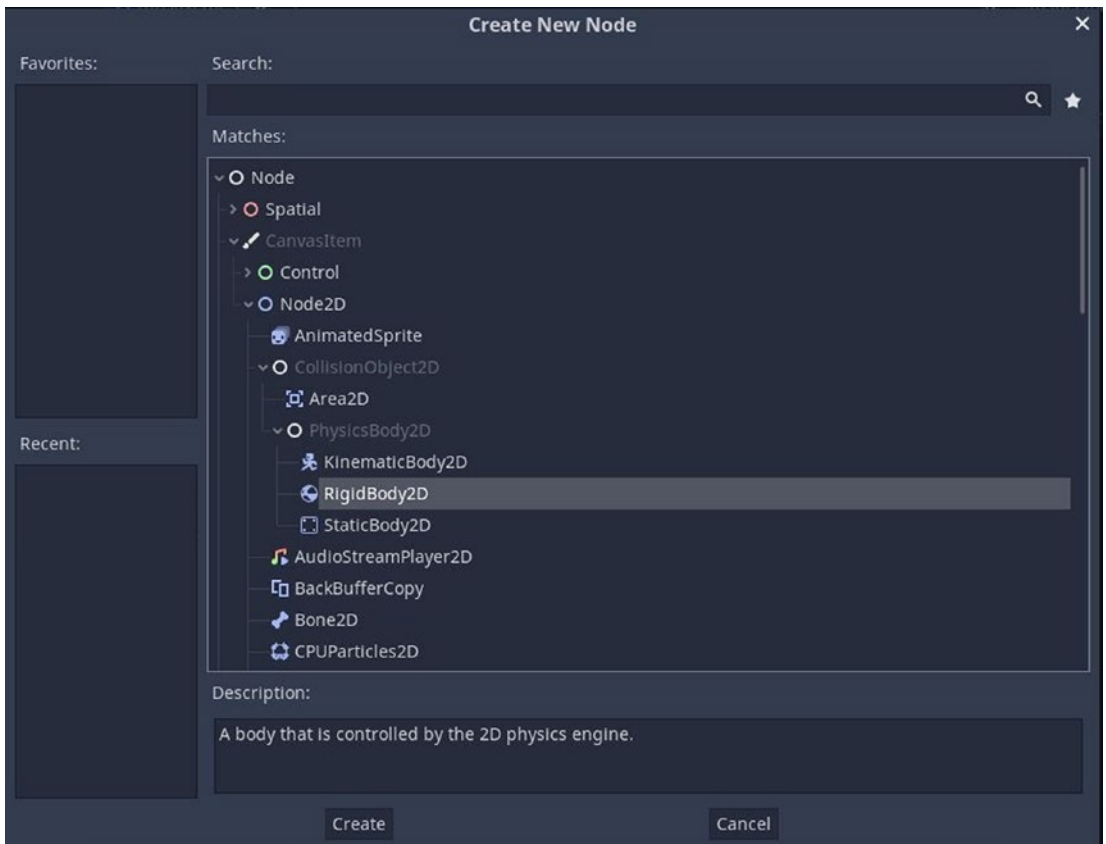 Create New Node
Favorites:
Search:
Matches:
Node
Spatial
CanvasItem
Control
Node2D
AnimatedSprite
CollisionObject2D
Area2D
PhysicsBody2D
Recent:
KinematicBody2D
RigidBody2D
StaticBody2D
AudioStreamPlayer2D
BackBufferCopy
Bone2D
CPUParticles2D
Description:
A body that is controlled by the 2D physics engine.
Create
Cancel